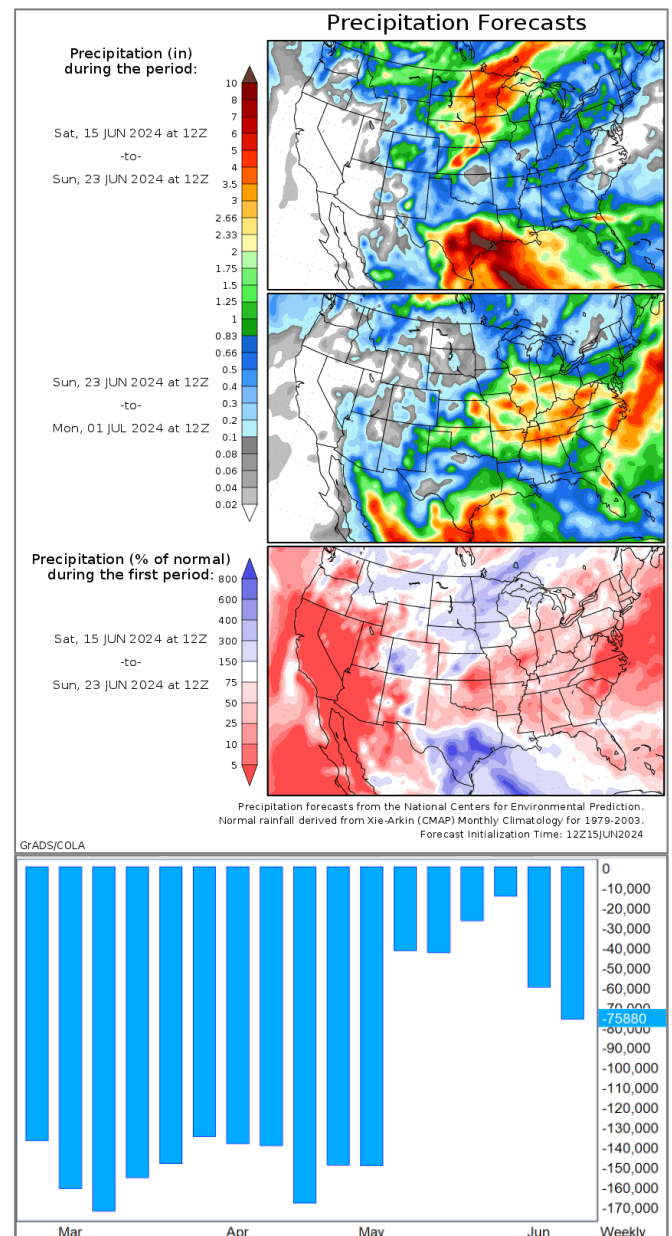 Precipitation Forecasts
Precipitation (in)
during the period:
Sat, 15 JUN 2024 at 12Z
-to-
Sun, 23 JUN 2024 at 12Z
10
8
7
6
5
4
3.5
3
2.66
2.33
2
1.75
1.5
1.25
1
0.83
0.66
0.5
0.4
0.3
0.2
0.1
0.08
0.06
0.04
0.02
Sun, 23 JUN 2024 at 12Z
-to-
Mon, 01 JUL 2024 at 12Z
Precipitation (% of normal)
during the first period:
Sat, 15 JUN 2024 at 12Z
-to-
Sun, 23 JUN 2024 at 12Z
800
600
400
300
150
75
50
25
10
5
Precipitation forecasts from the National Centers for Environmental Prediction.
Normal rainfall derived from Xie-Arkin (CMAP) Monthly Climatology for 1979-2003.
Forecast Initialization Time: 12Z15JUN2024
GrADS/COLA
0
-10,000
-20,000
-30,000
-40,000
-50,000
-60,000
-70,000
-75880
-80,000
-90,000
-100,000
-110,000
-120,000
-130,000
-140,000
-150,000
-160,000
-170,000
Mar Apr May Jun Weekly